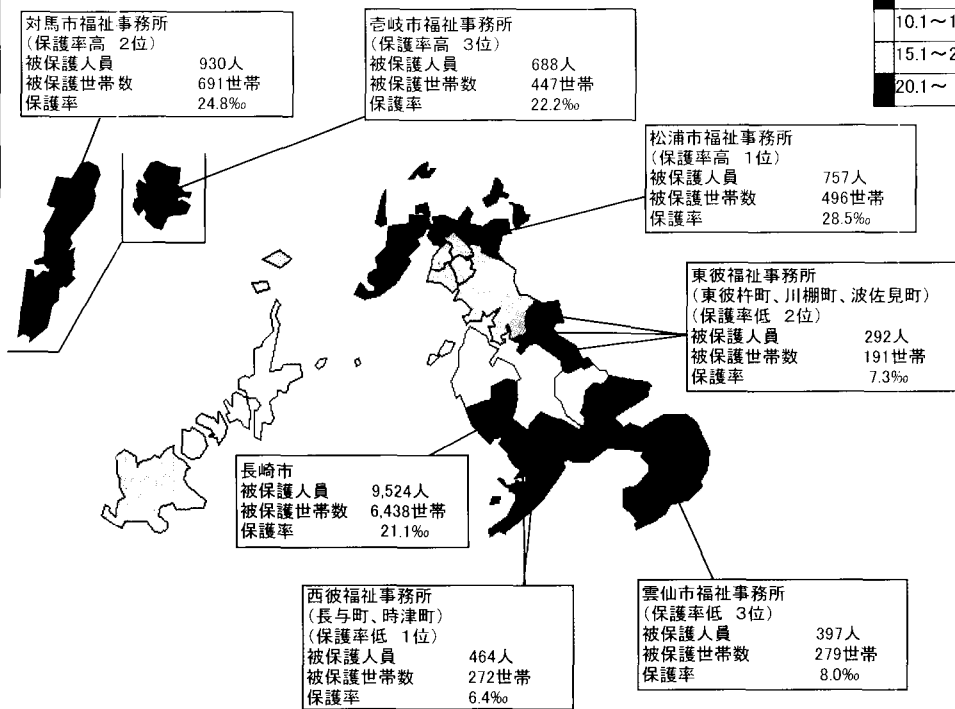 対馬市福祉事務所
(保護率高 2位)
被保護人員 930人
被保護世帯数 691世帯
保護率 24.8‰
壱岐市福祉事務所
(保護率高 3位)
被保護人員 688人
被保護世帯数 447世帯
保護率 22.2‰
10.1～1
15.1～2
20.1～
松浦市福祉事務所
(保護率高 1位)
被保護人員 757人
被保護世帯数 496世帯
保護率 28.5‰
東彼福祉事務所
(東彼杵町、川棚町、波佐見町)
(保護率低 2位)
被保護人員 292人
被保護世帯数 191世帯
保護率 7.3‰
長崎市
被保護人員 9,524人
被保護世帯数 6,438世帯
保護率 21.1‰
西彼福祉事務所
(長与町、時津町)
(保護率低 1位)
被保護人員 464人
被保護世帯数 272世帯
保護率 6.4‰
雲仙市福祉事務所
(保護率低 3位)
被保護人員 397人
被保護世帯数 279世帯
保護率 8.0‰